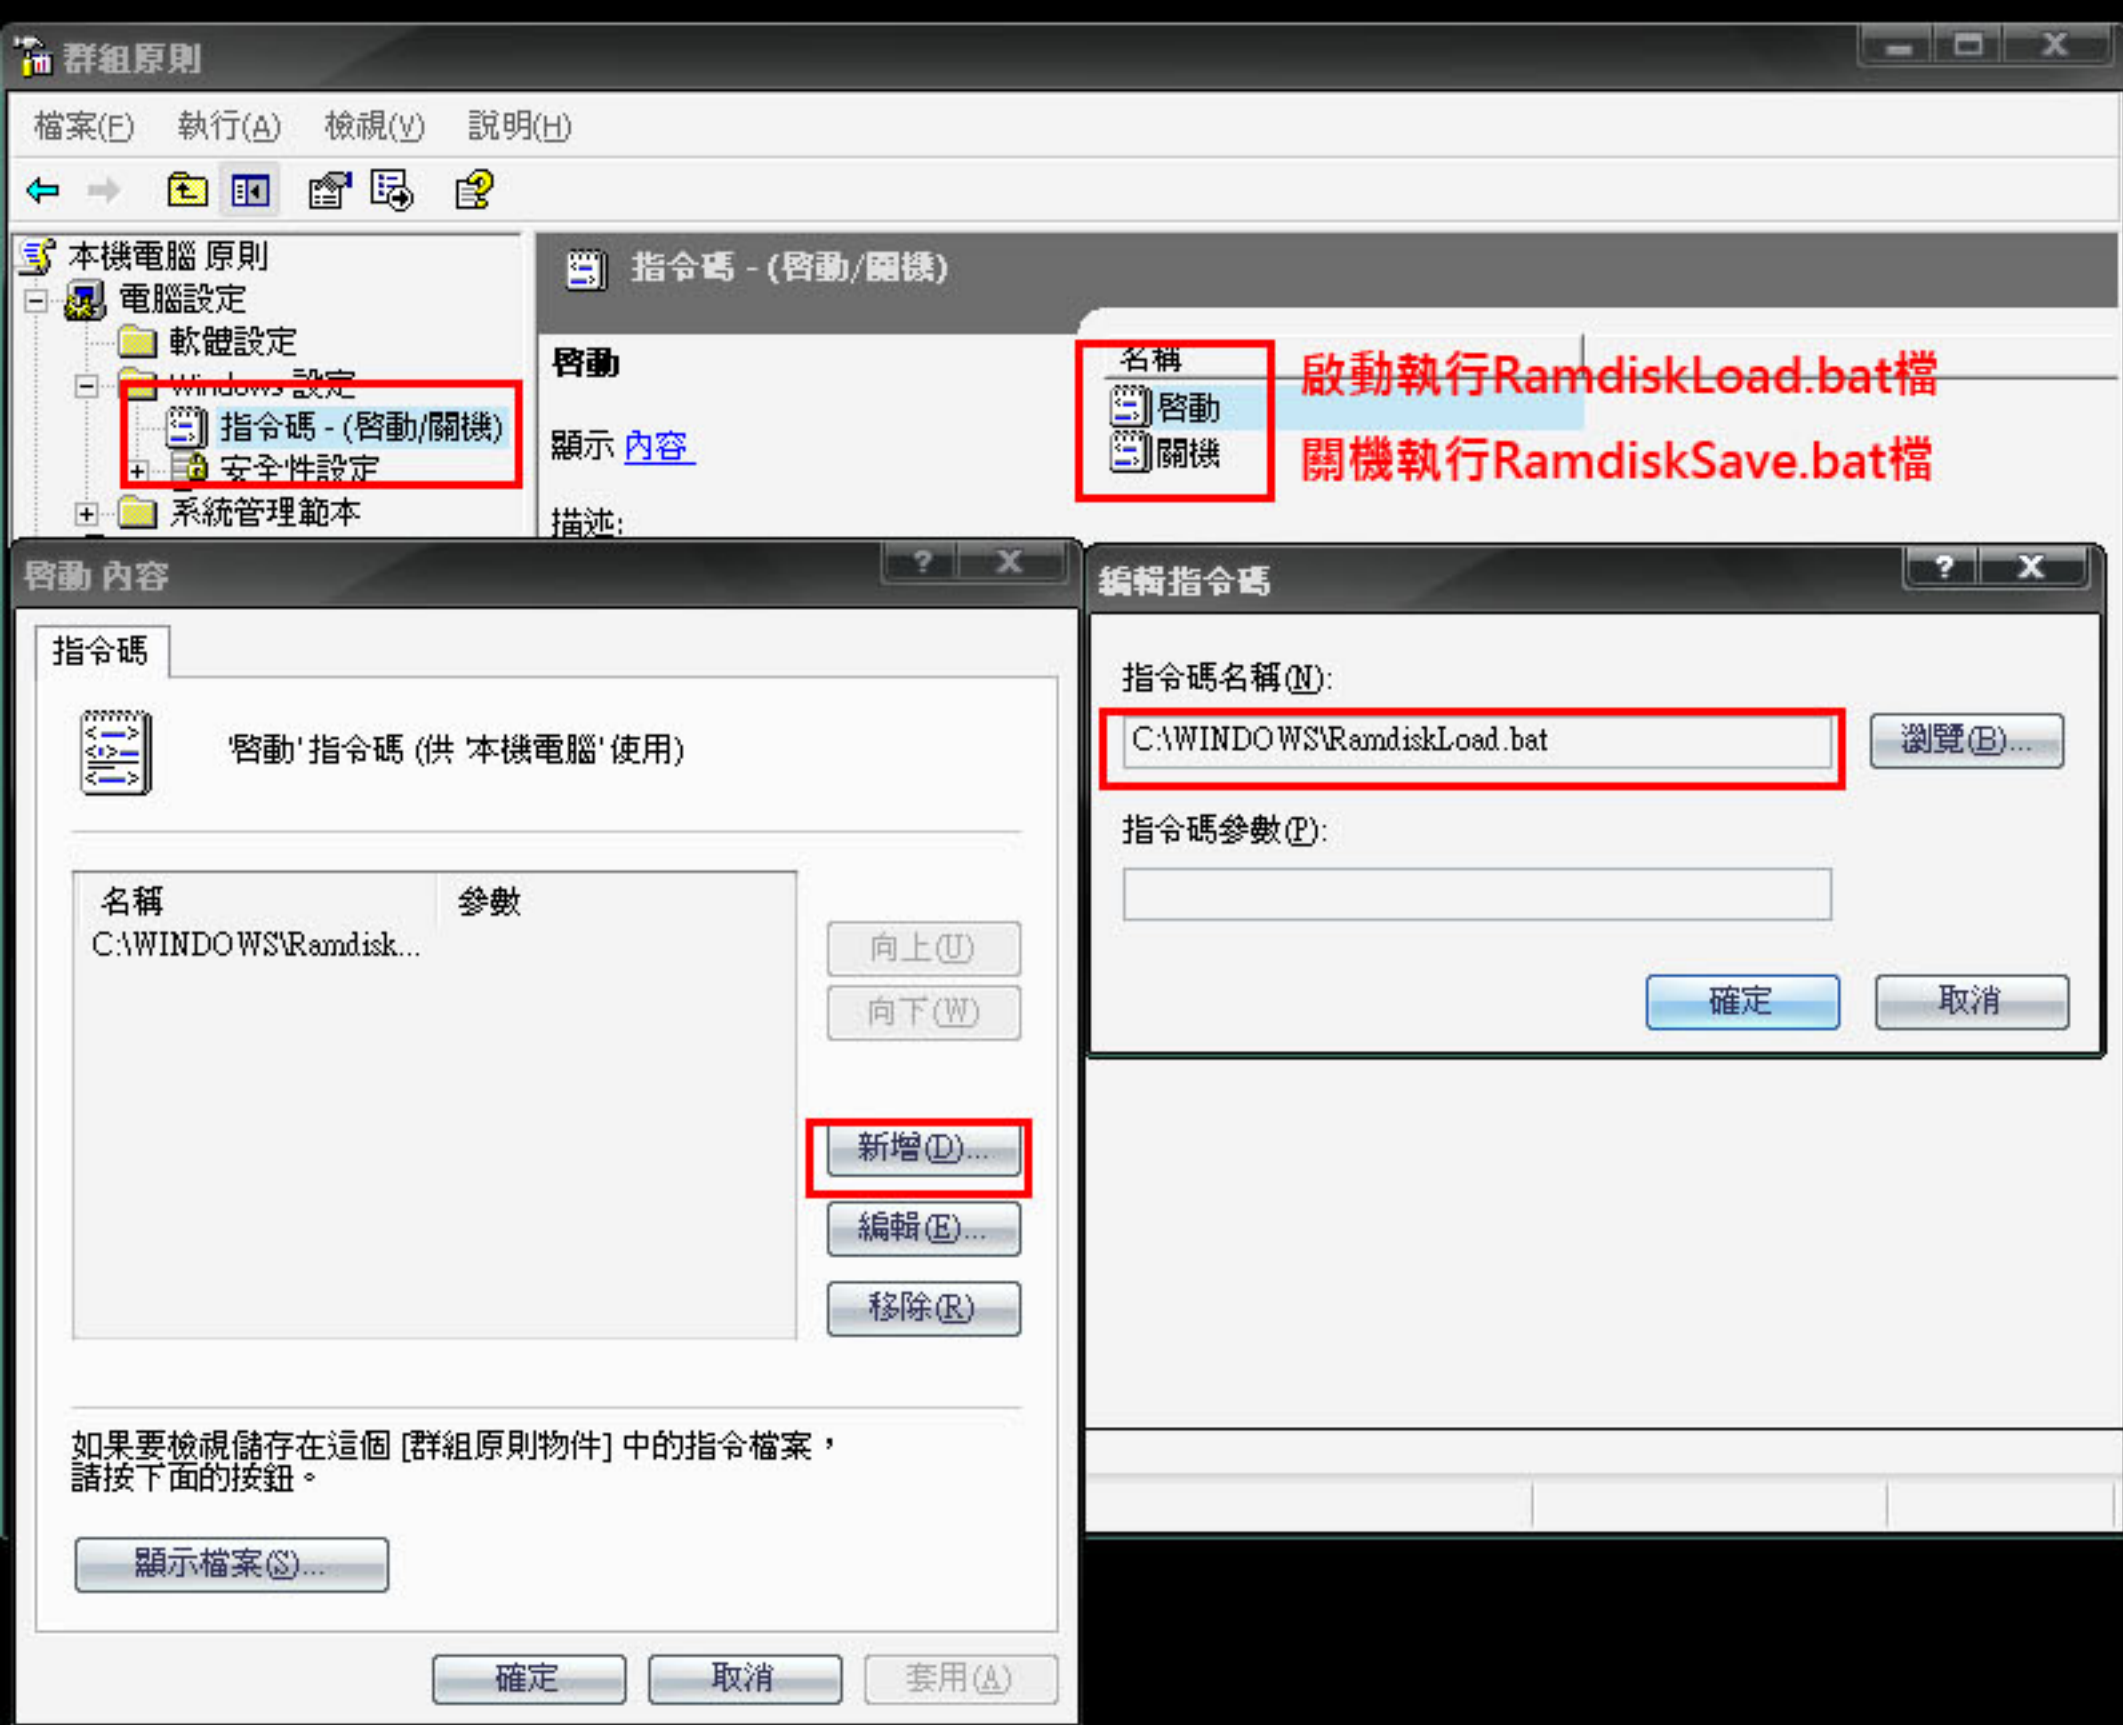 群組原則
檔案(F) 執行(A) 檢視(V) 說明(H)
本機電腦 原則
電腦設定
軟體設定
Windows 設定
指令碼 - (啓動/關機)
安全性設定
系統管理範本
指令碼 - (啓動/關機)
啓動
顯示 內容
描述:
名稱
啓動
關機
啟動執行RamdiskLoad.bat檔
關機執行RamdiskSave.bat檔
啓動 內容
指令碼
'啓動' 指令碼 (供 '本機電腦' 使用)
名稱 參數
C:\WINDOWS\Ramdisk...
向上(U)
向下(W)
新增(D)...
編輯(E)...
移除(R)
如果要檢視儲存在這個 [群組原則物件] 中的指令檔案，
請按下面的按鈕。
顯示檔案(S)...
確定 取消 套用(A)
編輯指令碼
指令碼名稱(N):
C:\WINDOWS\RamdiskLoad.bat
瀏覽(B)...
指令碼參數(P):
確定 取消